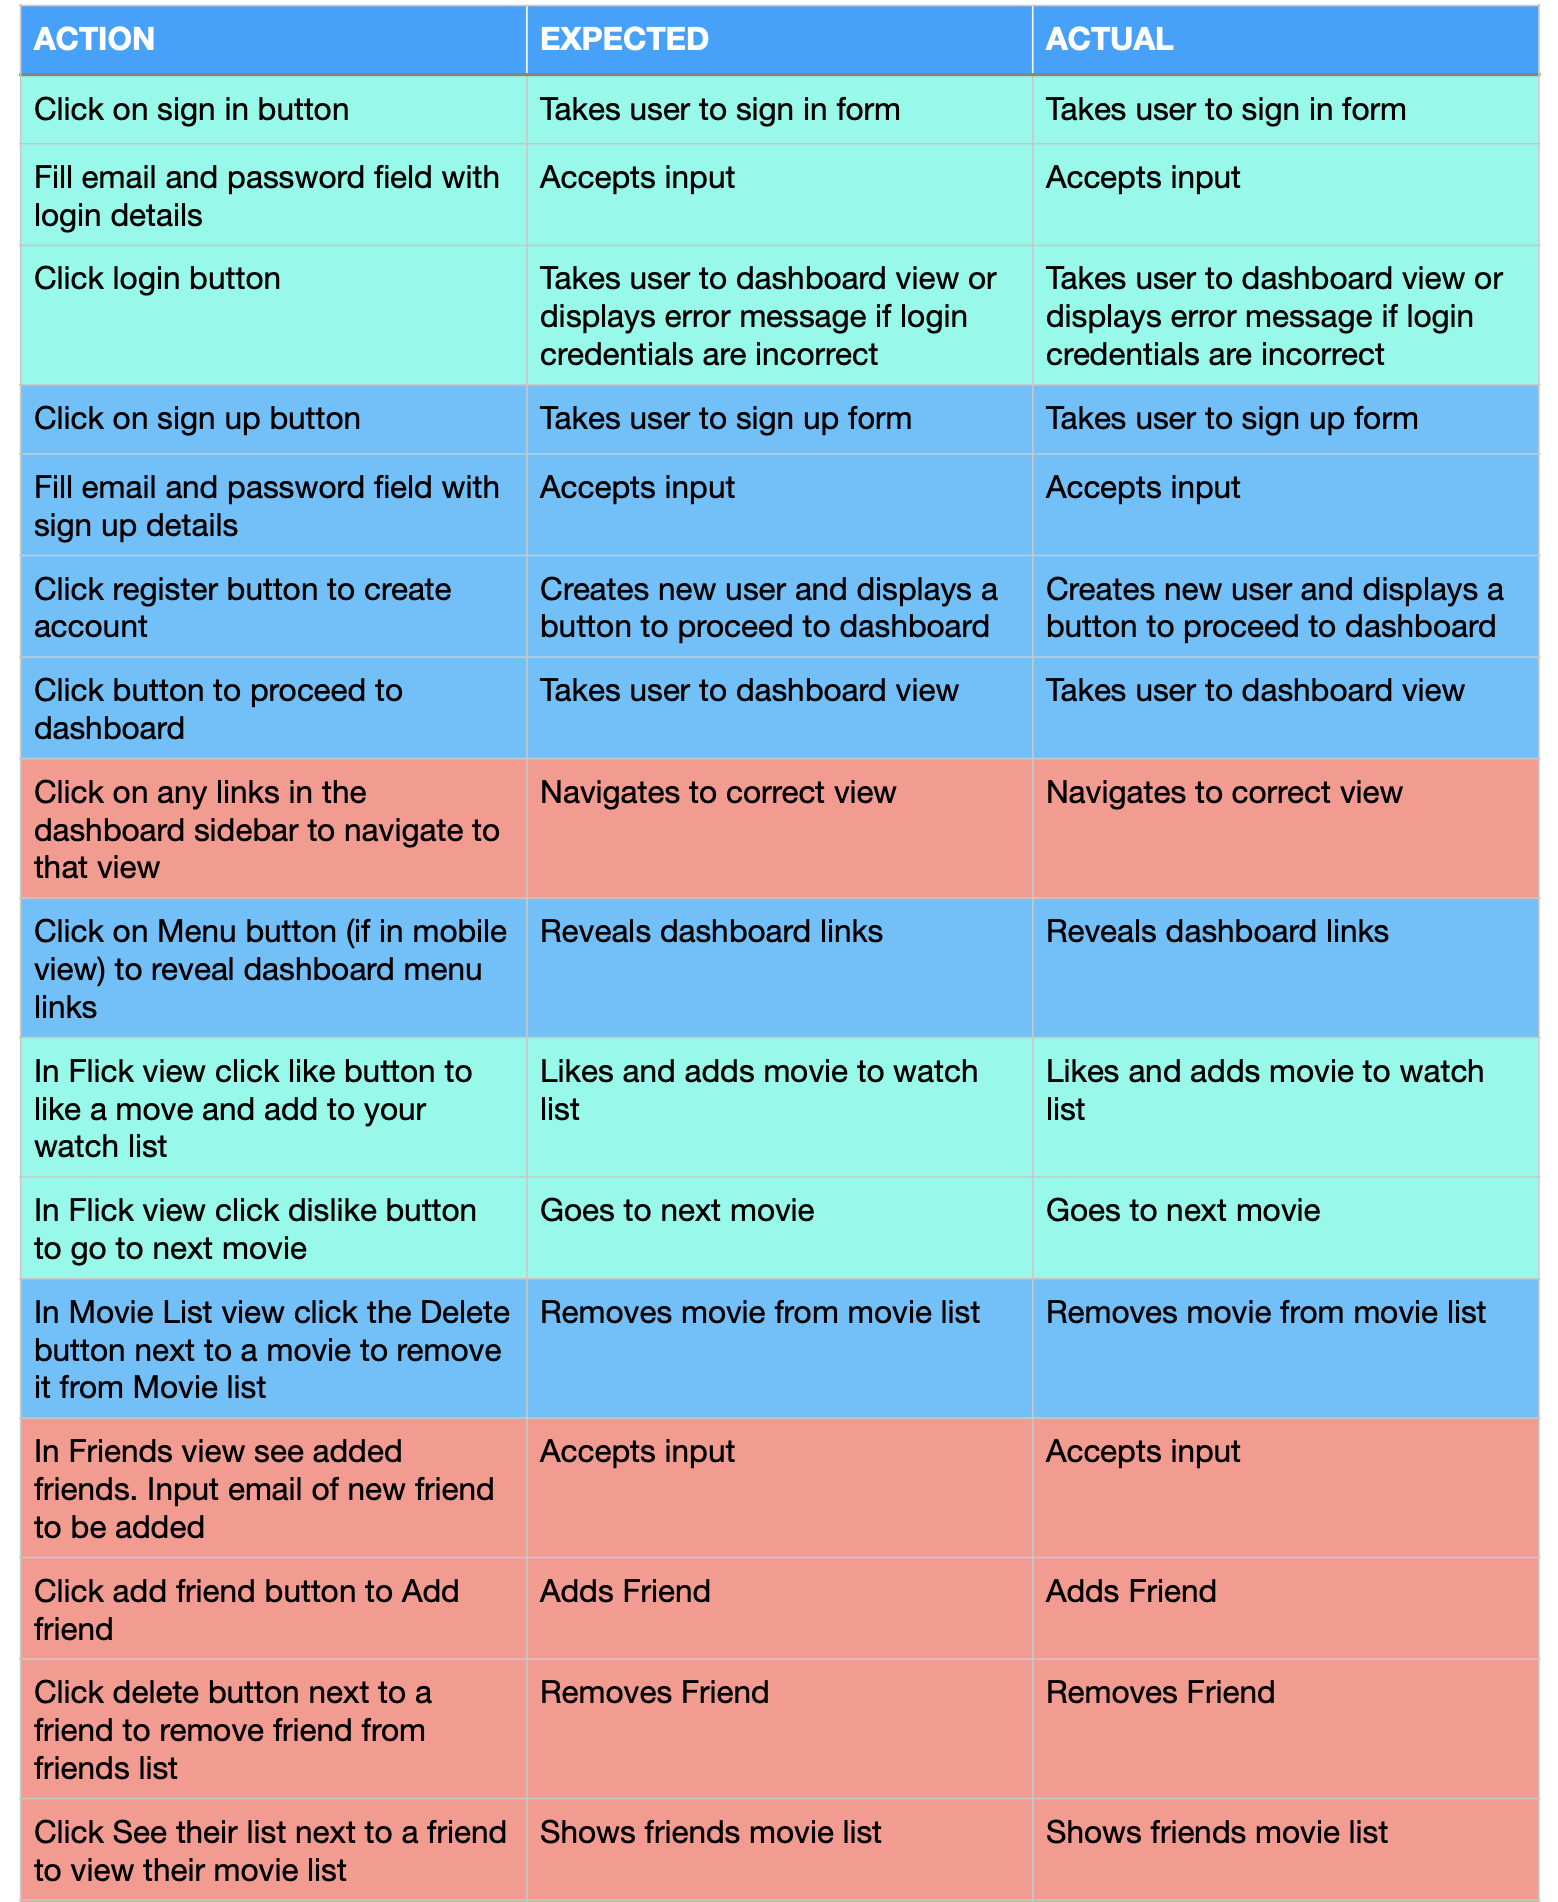 ACTION EXPECTED ACTUAL
Click on sign in button Takes user to sign in form Takes user to sign in form
Fill email and password field with Accepts input Accepts input
login details
Click login button Takes user to dashboard view or Takes user to dashboard view or
displays error message if login displays error message if login
credentials are incorrect credentials are incorrect
Click on sign up button Takes user to sign up form Takes user to sign up form
Fill email and password field with Accepts input Accepts input
sign up details
Click register button to create Creates new user and displays a Creates new user and displays a
account button to proceed to dashboard button to proceed to dashboard
Click button to proceed to Takes user to dashboard view Takes user to dashboard view
dashboard
Click on any links in the Navigates to correct view Navigates to correct view
dashboard sidebar to navigate to
that view
Click on Menu button (if in mobile Reveals dashboard links Reveals dashboard links
view) to reveal dashboard menu
links
In Flick view click like button to Likes and adds movie to watch Likes and adds movie to watch
like a move and add to your list list
watch list
In Flick view click dislike button Goes to next movie Goes to next movie
to go to next movie
In Movie List view click the Delete Removes movie from movie list Removes movie from movie list
button next to a movie to remove
it from Movie list
In Friends view see added Accepts input Accepts input
friends. Input email of new friend
to be added
Click add friend button to Add Adds Friend Adds Friend
friend
Click delete button next to a Removes Friend Removes Friend
friend to remove friend from
friends list
Click See their list next to a friend Shows friends movie list Shows friends movie list
to view their movie list